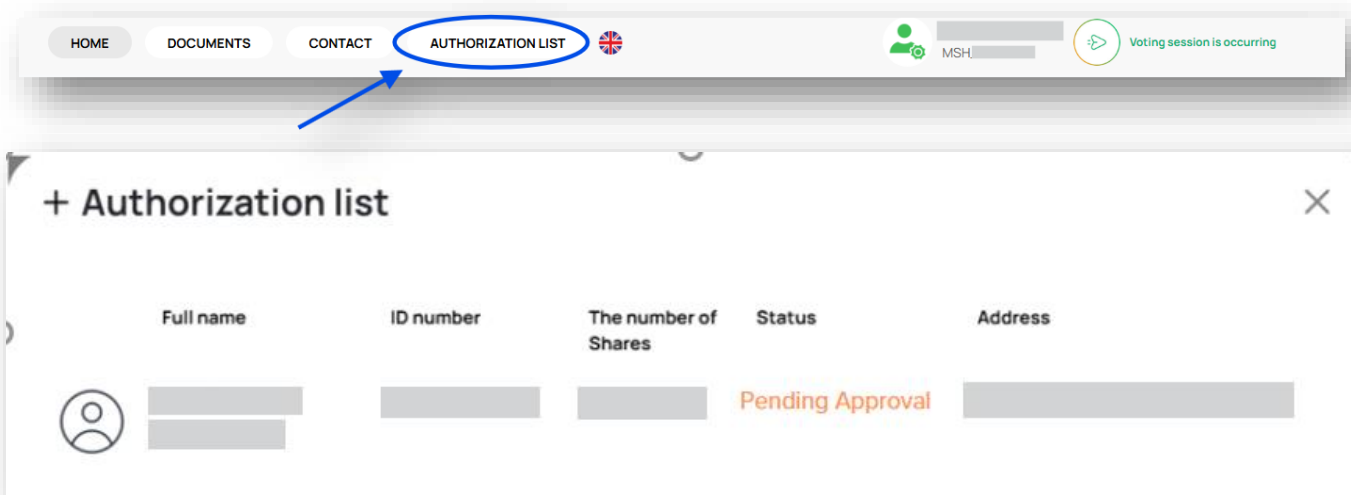 HOME DOCUMENTS CONTACT AUTHORIZATION LIST
MSH.
Voting session is occurring
+ Authorization list
Full name ID number The number of Shares Status Address
Pending Approval